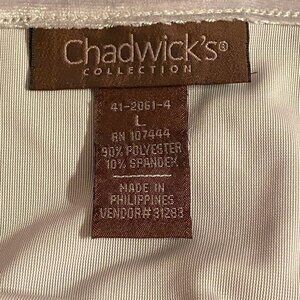 Chadwick's®
COLLECTION
41-2061-4
L
RN 107444
90% POLYESTER
10% SPANDEX
MADE IN
PHILIPPINES
VENDOR#31283